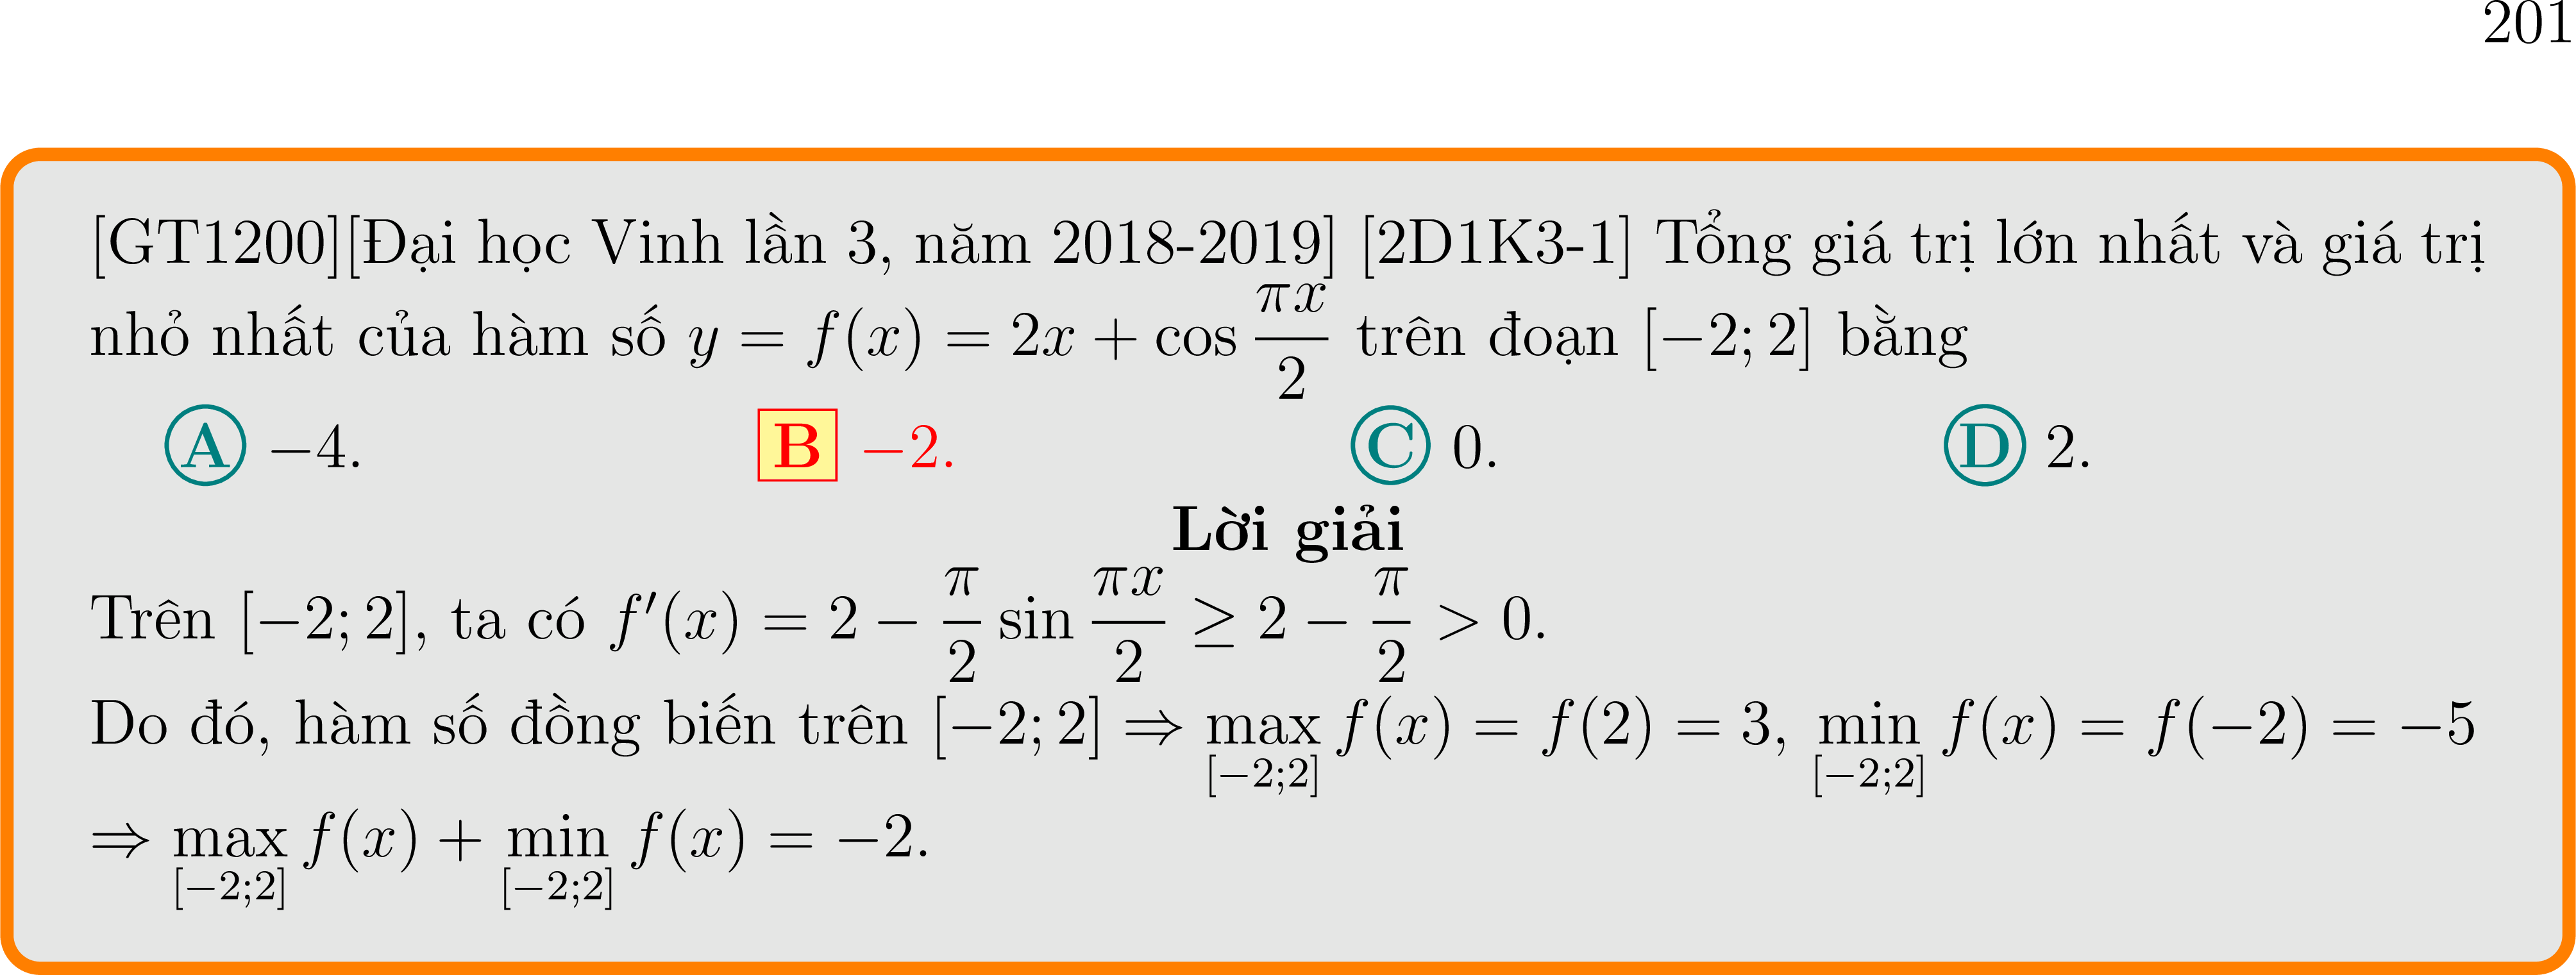 201
[GT1200][Đại học Vinh lần 3, năm 2018-2019] [2D1K3-1] Tổng giá trị lớn nhất và giá trị
nhỏ nhất của hàm số $y = f(x) = 2x + \cos \dfrac{\pi x}{2}$ trên đoạn $[-2; 2]$ bằng
A $-4$. B $-2$. C $0$. D $2$.
Lời giải
Trên $[-2; 2]$, ta có $f'(x) = 2 - \dfrac{\pi}{2} \sin \dfrac{\pi x}{2} \geq 2 - \dfrac{\pi}{2} > 0$.
Do đó, hàm số đồng biến trên $[-2; 2] \Rightarrow \max\limits_{[-2;2]} f(x) = f(2) = 3$, $\min\limits_{[-2;2]} f(x) = f(-2) = -5$
$\Rightarrow \max\limits_{[-2;2]} f(x) + \min\limits_{[-2;2]} f(x) = -2$.